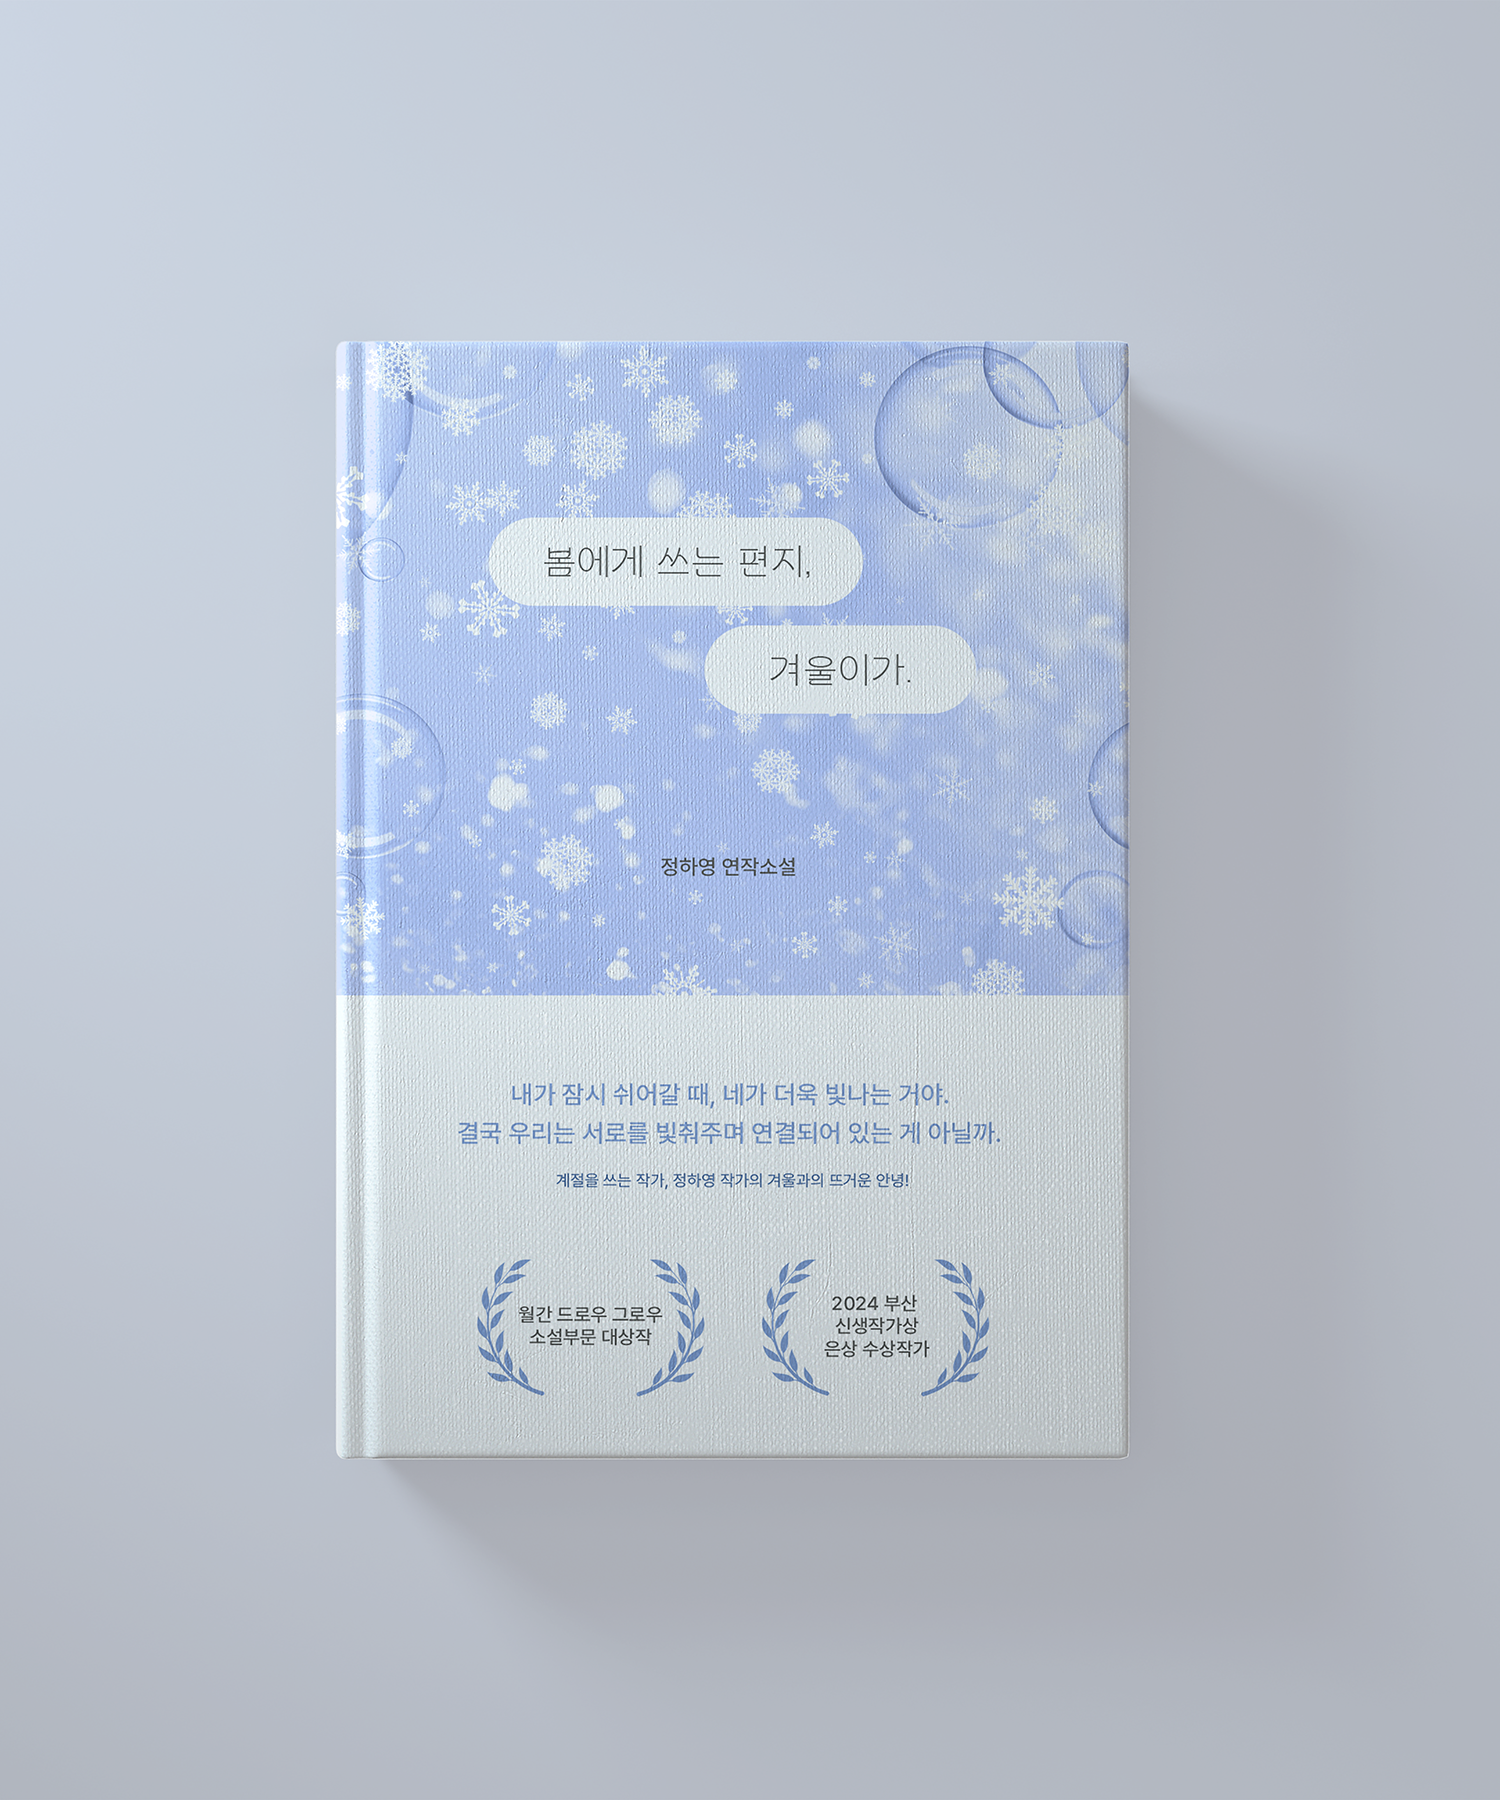 봄에게 쓰는 편지,
겨울이가.
정하영 연작소설
내가 잠시 쉬어갈 때, 네가 더욱 빛나는 거야.
결국 우리는 서로를 빛춰주며 연결되어 있는 게 아닐까.
계절을 쓰는 작가, 정하영 작가의 겨울과의 뜨거운 안녕!
월간 드로우 그로우
소설부문 대상작
2024 부산
신생작가상
은상 수상작가